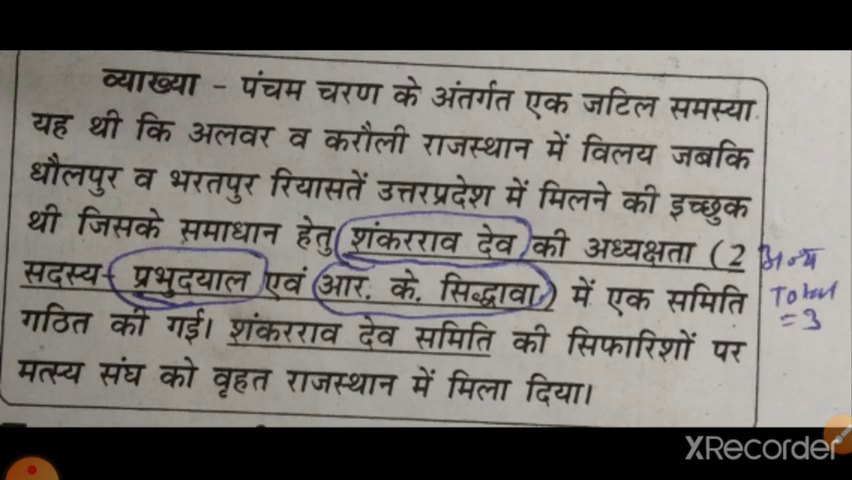 व्याख्या - पंचम चरण के अंतर्गत एक जटिल समस्या
यह थी कि अलवर व करौली राजस्थान में विलय जबकि
धौलपुर व भरतपुर रियासतें उत्तरप्रदेश में मिलने की इच्छुक
थी जिसके समाधान हेतु शंकरराव देव की अध्यक्षता (2
सदस्य- प्रभुदयाल एवं आर. के. सिद्धावा) में एक समिति
गठित की गई। शंकरराव देव समिति की सिफारिशों पर
मत्स्य संघ को वृहत राजस्थान में मिला दिया।
अन्य
Total
= 3
XRecorder